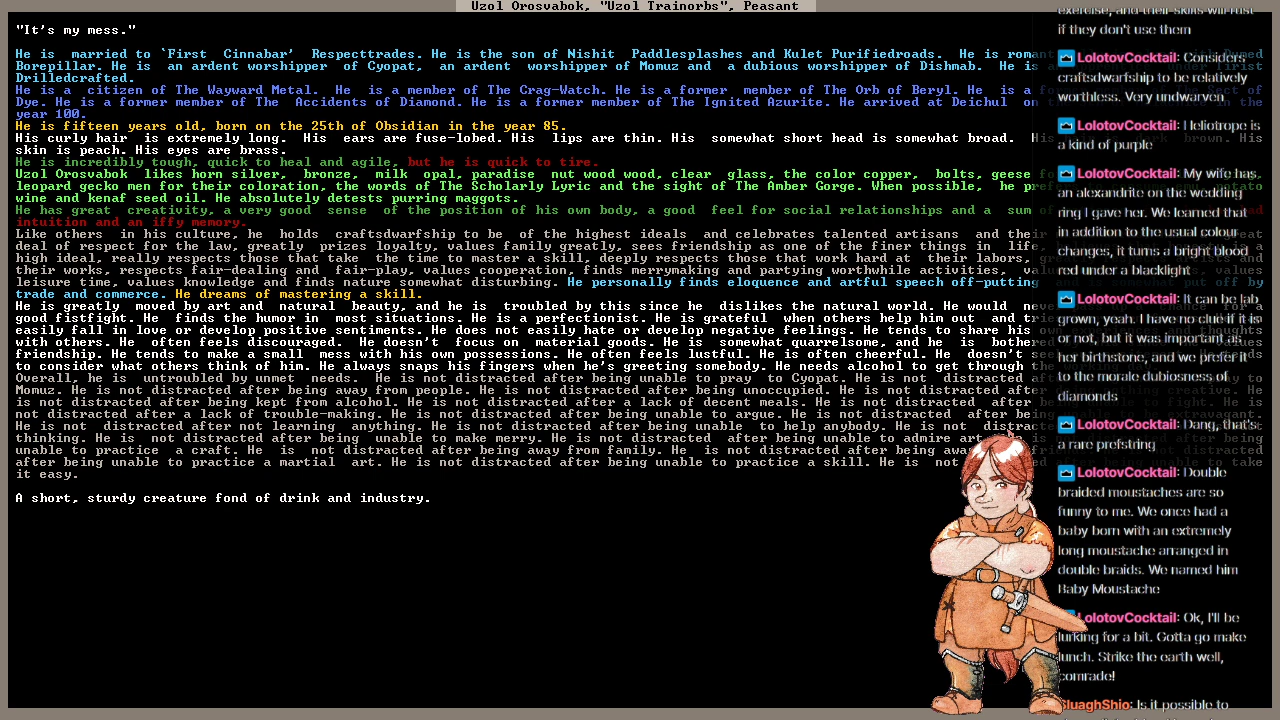 Uzol Orosvabok, "Uzol Trainorbs", Peasant
"It's my mess."
He is married to `First Cinnabar' Respecttrades. He is the son of Nishit Paddlesplashes and Kulet Purifiedroads. He is
Borepillar. He is an ardent worshipper of Cyopat, an ardent worshipper of Momuz and a dubious worshipper of Dishmab. He is
Drilledcrafted.
He is a citizen of The Wayward Metal. He is a member of The Crag-Watch. He is a former member of The Orb of Beryl. He is a
Dye. He is a former member of The Accidents of Diamond. He is a former member of The Ignited Azurite. He arrived at Deichul on
year 100.
He is fifteen years old, born on the 25th of Obsidian in the year 85.
His curly hair is extremely long. His ears are fuse-lobed. His lips are thin. His somewhat short head is somewhat broad.
skin is peach. His eyes are brass.
He is incredibly tough, quick to heal and agile, but he is quick to tire.
Uzol Orosvabok likes horn silver, bronze, milk opal, paradise nut wood wood, clear glass, the color copper, bolts, geese
leopard gecko men for their coloration, the words of The Scholarly Lyric and the sight of The Amber Gorge. When possible, he
wine and kenaf seed oil. He absolutely detests purring maggots.
He has great creativity, a very good sense of the position of his own body, a good feel for social relationships and a sum
intuition and an iffy memory.
Like others in his culture, he holds craftsdwarfship to be of the highest ideals and celebrates talented artisans and their
deal of respect for the law, greatly prizes loyalty, values family greatly, sees friendship as one of the finer things in life,
high ideal, really respects those that take the time to master a skill, deeply respects those that work hard at their labors,
their works, respects fair-dealing and fair-play, values cooperation, finds merrymaking and partying worthwhile activities,
leisure time, values knowledge and finds nature somewhat disturbing. He personally finds eloquence and artful speech off-putting
trade and commerce. He dreams of mastering a skill.
He is greatly moved by art and natural beauty, and he is troubled by this since he dislikes the natural world. He would
good fistfight. He finds the humor in most situations. He is a perfectionist. He is grateful when others help him out and
easily fall in love or develop positive sentiments. He does not easily hate or develop negative feelings. He tends to share his
with others. He often feels discouraged. He doesn't focus on material goods. He is somewhat quarrelsome, and he is
friendship. He tends to make a small mess with his own possessions. He often feels lustful. He is often cheerful. He doesn't
to consider what others think of him. He always snaps his fingers when he's greeting somebody. He needs alcohol to get through the
Overall, he is untroubled by unmet needs. He is not distracted after being unable to pray to Cyopat. He is not distracted
Momuz. He is not distracted after being away from people. He is not distracted after being unoccupied. He is not distracted
is not distracted after being kept from alcohol. He is not distracted after a lack of decent meals. He is not distracted
not distracted after a lack of trouble-making. He is not distracted after being unable to argue. He is not distracted after
He is not distracted after not learning anything. He is not distracted after being unable to help anybody. He is not
thinking. He is not distracted after being unable to make merry. He is not distracted after being unable to admire art.
unable to practice a craft. He is not distracted after being away from family. He is not distracted after being
after being unable to practice a martial art. He is not distracted after being unable to practice a skill. He is not
it easy.
A short, sturdy creature fond of drink and industry.
exercise, and their skills will rust
if they don't use them
LolotovCocktail: Considers
craftsdwarfship to be relatively
worthless. Very undwarven
LolotovCocktail: Heliotrope is
a kind of purple
LolotovCocktail: My wife has
an alexandrite on the wedding
ring I gave her. We learned that
in addition to the usual colour
changes, it turns a bright blood
red under a blacklight
LolotovCocktail: It can be lab
grown, yeah. I have no clue if it is
or not, but it was important as
her birthstone, and we prefer it
to the morale dubiosness of
diamonds
LolotovCocktail: Dang, that's
a rare prefstring
LolotovCocktail: Double
braided moustaches are so
funny to me. We once had a
baby born with an extremely
long moustache arranged in
double braids. We named him
Baby Moustache
LolotovCocktail: Ok, I'll be
lurking for a bit. Gotta go make
lunch. Strike the earth well,
comrade!
SluaghShio: Is it possible to